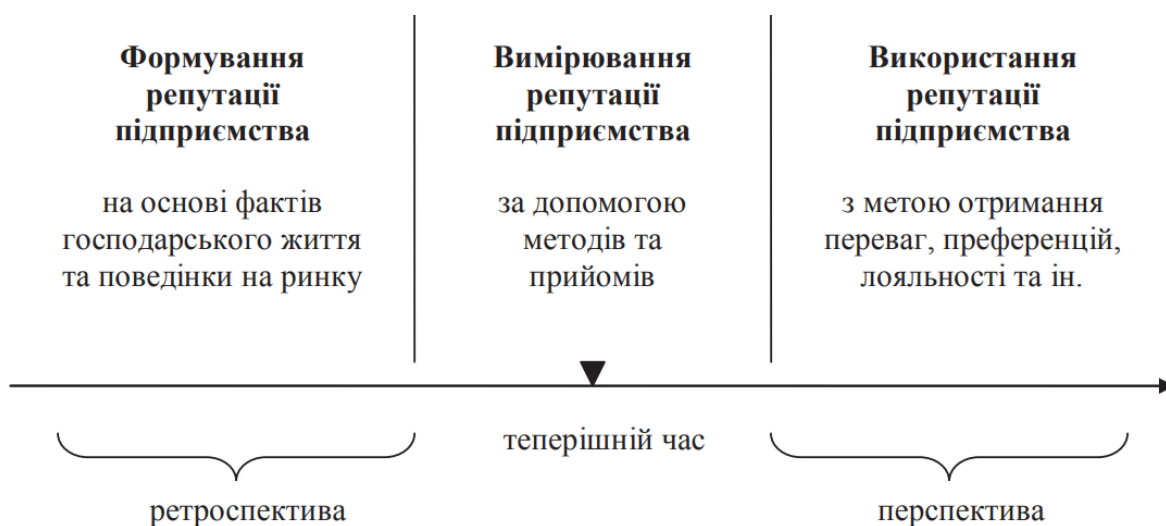 Формування
репутації
підприємства
на основі фактів
господарського життя
та поведінки на ринку
Вимірювання
репутації
підприємства
за допомогою
методів та
прийомів
Використання
репутації
підприємства
з метою отримання
переваг, преференцій,
лояльності та ін.
теперішній час
ретроспектива
перспектива